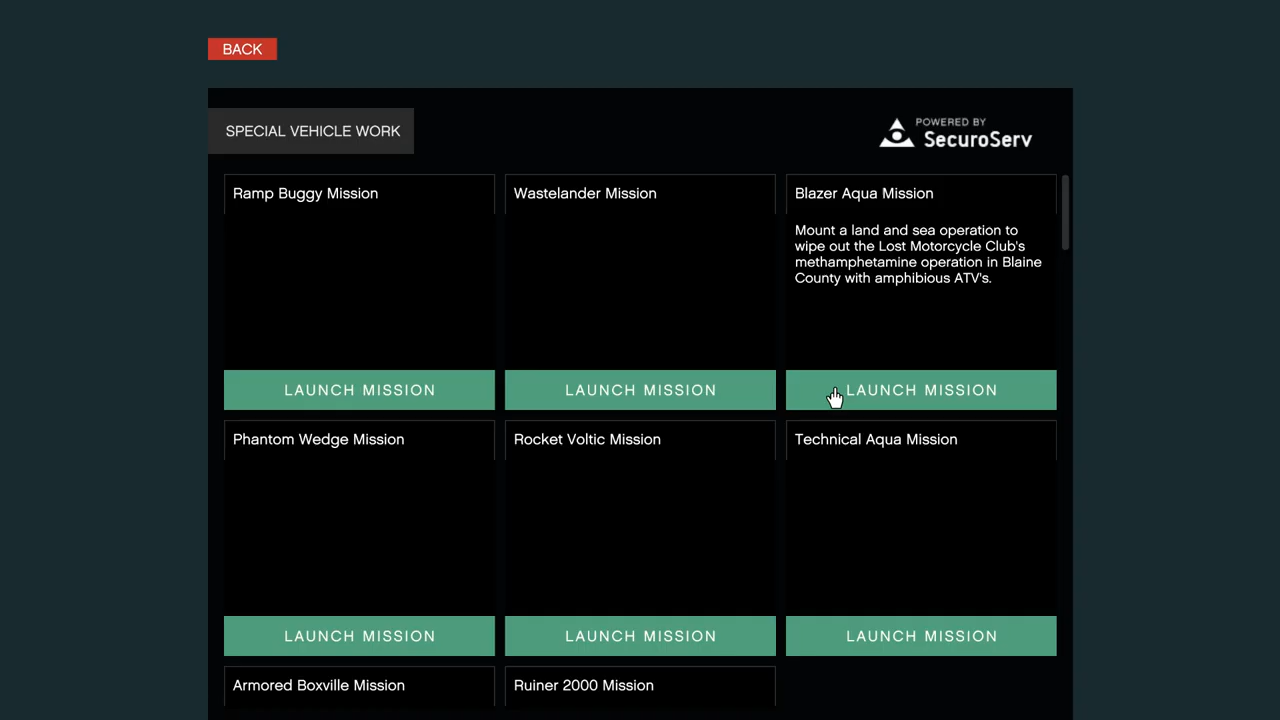 BACK
SPECIAL VEHICLE WORK
POWERED BY
SecuroServ
Ramp Buggy Mission
Wastelander Mission
Blazer Aqua Mission
Mount a land and sea operation to
wipe out the Lost Motorcycle Club's
methamphetamine operation in Blaine
County with amphibious ATV's.
LAUNCH MISSION
LAUNCH MISSION
LAUNCH MISSION
Phantom Wedge Mission
Rocket Voltic Mission
Technical Aqua Mission
LAUNCH MISSION
LAUNCH MISSION
LAUNCH MISSION
Armored Boxville Mission
Ruiner 2000 Mission